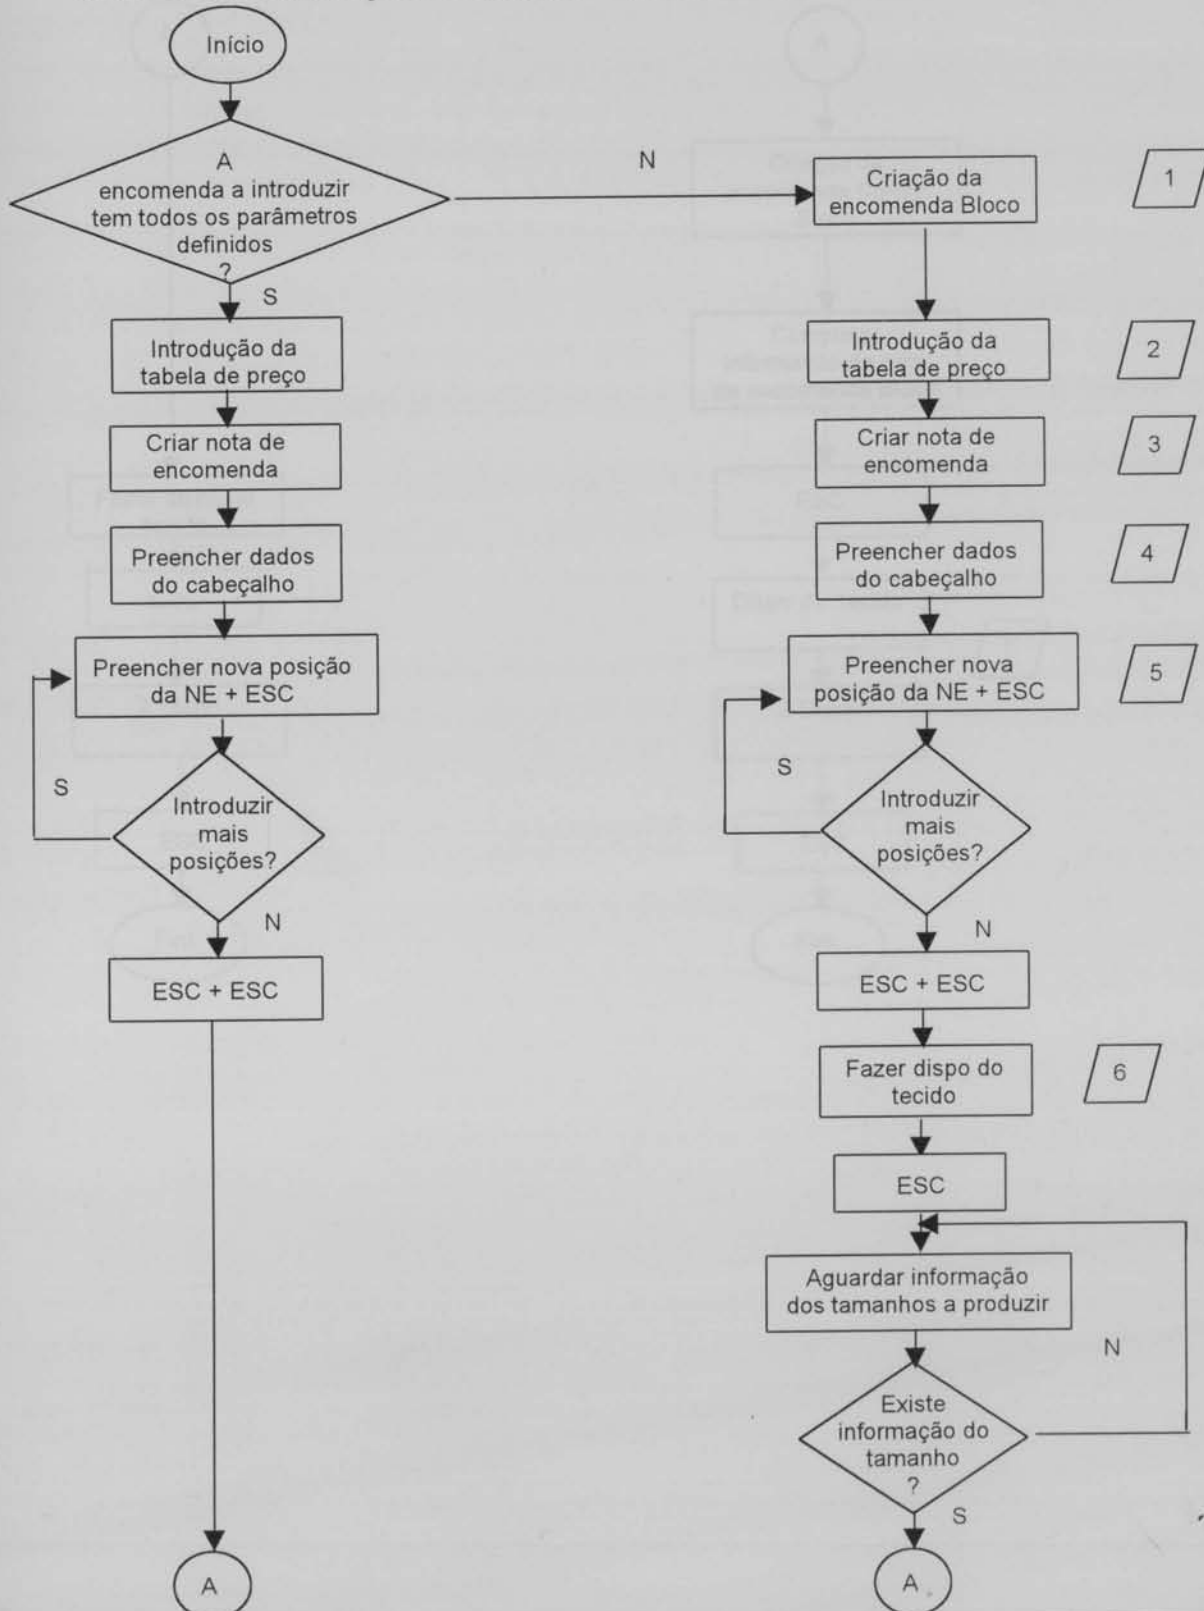 Início
A
encomenda a introduzir
tem todos os parâmetros
definidos
?
N
S
Criação da
encomenda Bloco
1
Introdução da
tabela de preço
Criar nota de
encomenda
Preencher dados
do cabeçalho
Preencher nova posição
da NE + ESC
S
Introduzir
mais
posições?
N
ESC + ESC
A
Introdução da
tabela de preço
2
Criar nota de
encomenda
3
Preencher dados
do cabeçalho
4
Preencher nova
posição da NE + ESC
5
S
Introduzir
mais
posições?
N
ESC + ESC
Fazer dispo do
tecido
6
ESC
Aguardar informação
dos tamanhos a produzir
N
Existe
informação do
tamanho
?
S
A